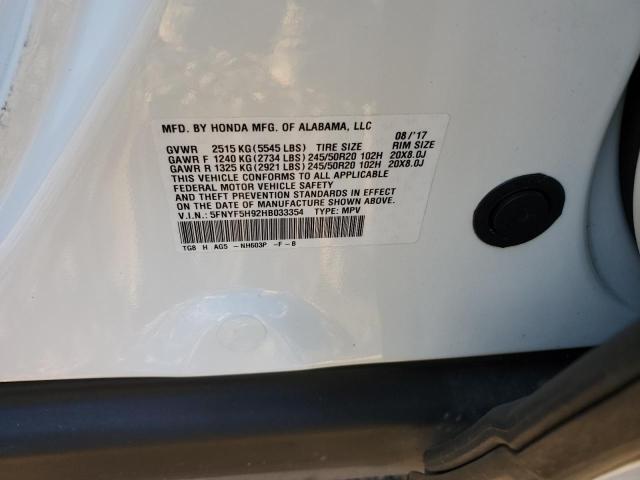 MFD. BY HONDA MFG. OF ALABAMA, LLC 08/'17
GVWR 2515 KG (5545 LBS) TIRE SIZE RIM SIZE
GAWR F 1240 KG (2734 LBS) 245/50R20 102H 20X8.0J
GAWR R 1325 KG (2921 LBS) 245/50R20 102H 20X8.0J
THIS VEHICLE CONFORMS TO ALL APPLICABLE
FEDERAL MOTOR VEHICLE SAFETY
AND THEFT PREVENTION STANDARDS IN EFFECT
ON THE DATE OF MANUFACTURE SHOWN ABOVE.
V.I.N.: 5FNYF5H92HB033354 TYPE: MPV
TG8 H AG5 -NH603P -F-B